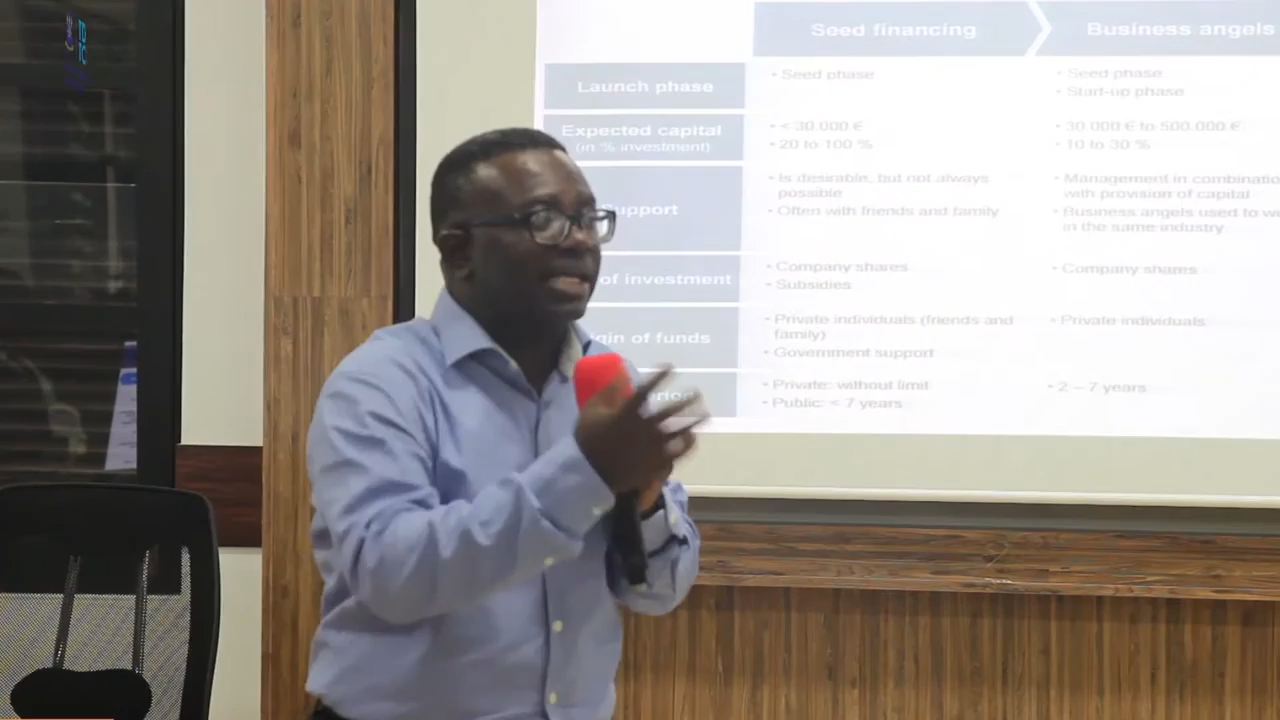 Seed financing
Business angels
Launch phase
• Seed phase
• Seed phase
• Start-up phase
Expected capital
(in % investment)
• < 30.000 €
• 20 to 100 %
• 30 000 € to 500.000 €
• 10 to 30 %
Support
• Is desirable, but not always
possible
• Often with friends and family
• Management in
with provision of capital
• Business angels used to
in the same industry
of investment
• Company shares
• Subsidies
• Company shares
of funds
• Private individuals (friends and
family)
• Government support
• Private individuals
• Private: without limit
• Public: < 7 years
• 2 – 7 years